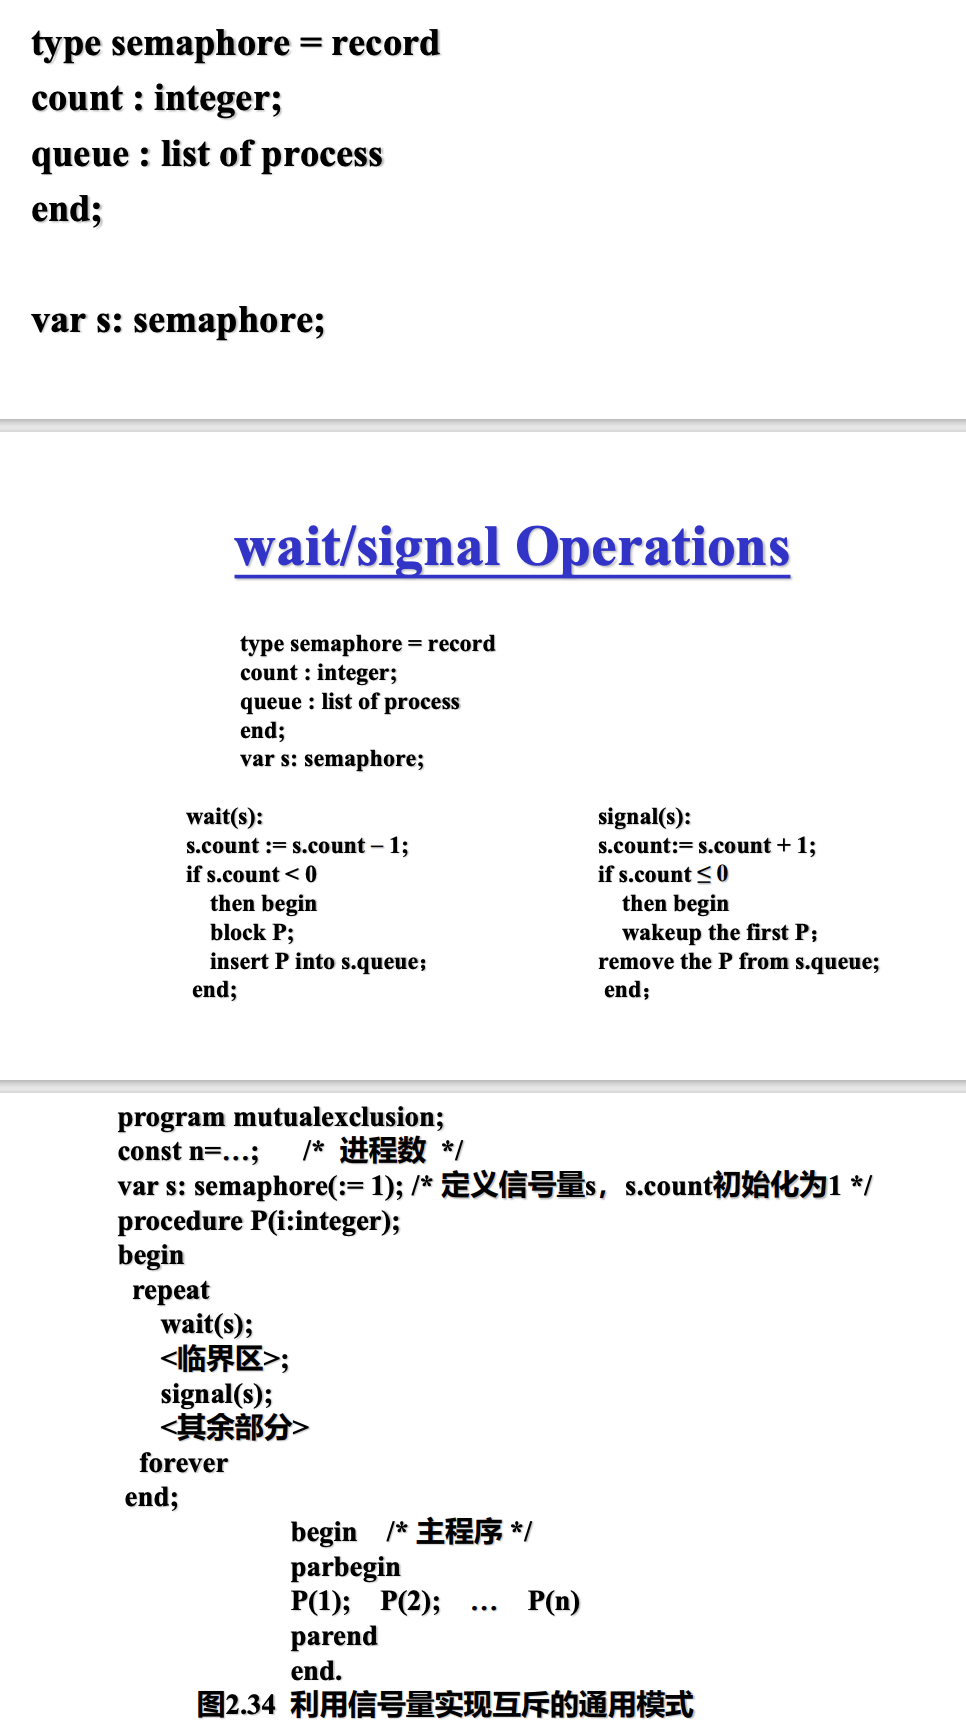 type semaphore = record
count : integer;
queue : list of process
end;
var s: semaphore;
wait/signal Operations
type semaphore = record
count : integer;
queue : list of process
end;
var s: semaphore;
wait(s):
s.count := s.count – 1;
if s.count < 0
then begin
block P;
insert P into s.queue；
end;
signal(s):
s.count:= s.count + 1;
if s.count ≤ 0
then begin
wakeup the first P；
remove the P from s.queue;
end；
program mutualexclusion;
const n=…; /* 进程数 */
var s: semaphore(:= 1); /* 定义信号量s，s.count初始化为1 */
procedure P(i:integer);
begin
repeat
wait(s);
<临界区>;
signal(s);
<其余部分>
forever
end;
begin /* 主程序 */
parbegin
P(1); P(2); … P(n)
parend
end.
图2.34 利用信号量实现互斥的通用模式